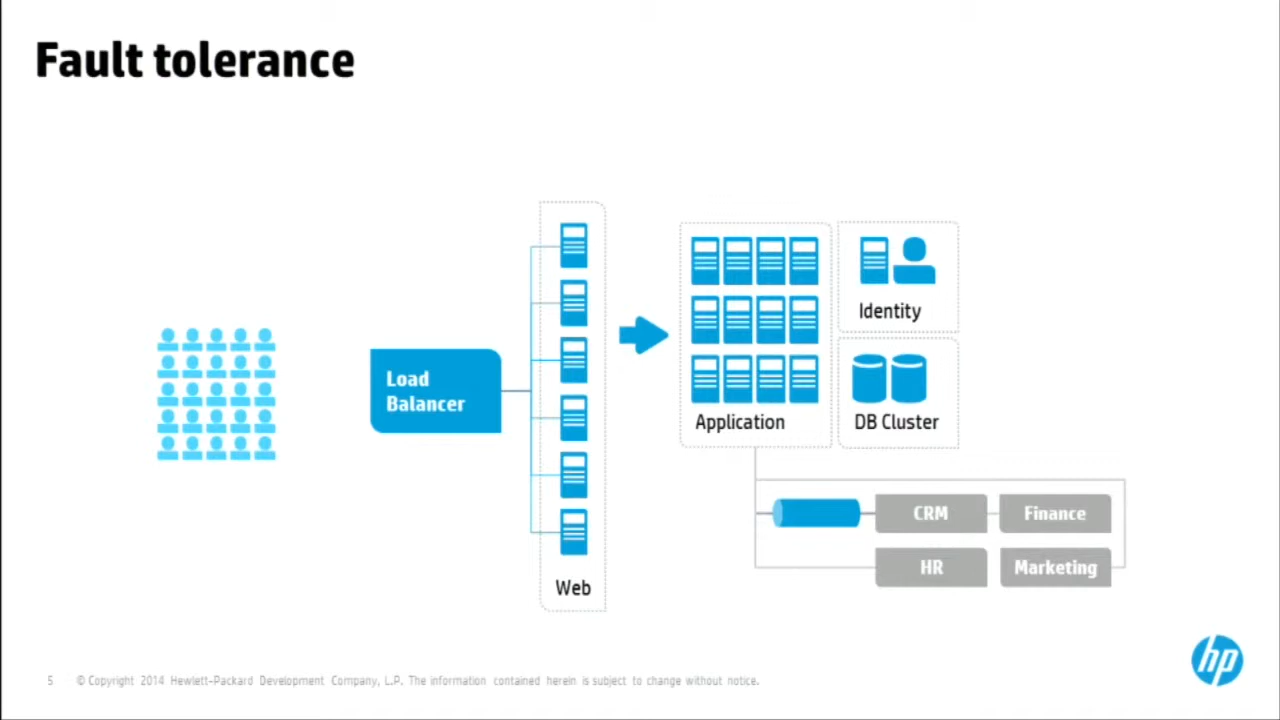 Fault tolerance
Load
Balancer
Web
Application
Identity
DB Cluster
CRM
Finance
HR
Marketing
hp
5 © Copyright 2014 Hewlett-Packard Development Company, L.P. The information contained herein is subject to change without notice.